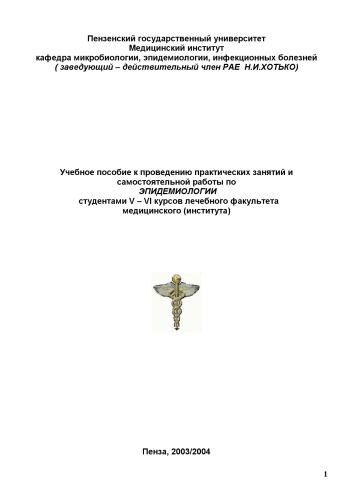 Пензенский государственный университет
Медицинский институт
кафедра микробиологии, эпидемиологии, инфекционных болезней
( заведующий – действительный член РАЕ Н.И.ХОТЬКО)
Учебное пособие к проведению практических занятий и
самостоятельной работы по
ЭПИДЕМИОЛОГИИ
студентами V – VI курсов лечебного факультета
медицинского (института)
Пенза, 2003/2004
1